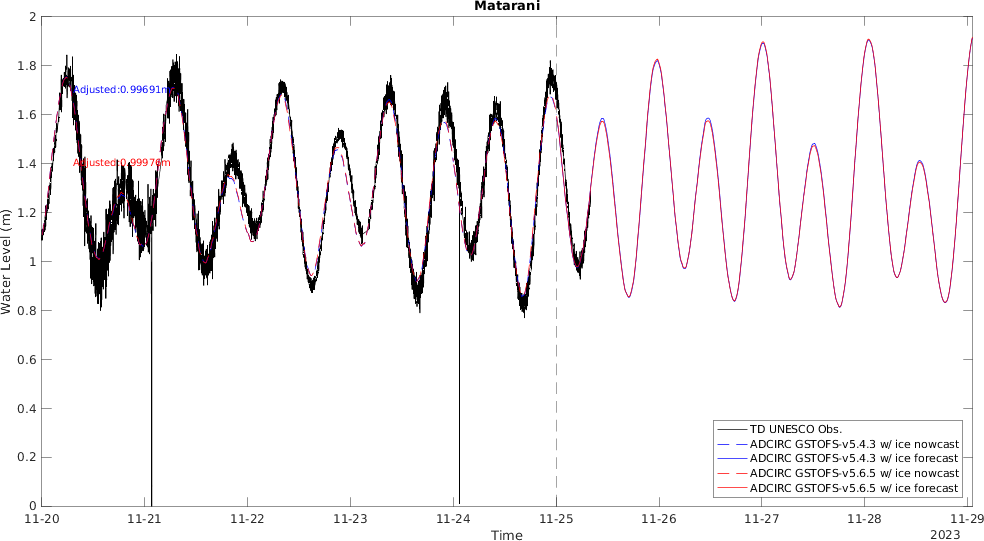 Matarani
2
1.8
1.6
1.4
1.2
1
0.8
0.6
0.4
0.2
0
Water Level (m)
Adjusted:0.99691m
Adjusted:0.99976m
TD UNESCO Obs.
ADCIRC GSTOFS-v5.4.3 w/ ice nowcast
ADCIRC GSTOFS-v5.4.3 w/ ice forecast
ADCIRC GSTOFS-v5.6.5 w/ ice nowcast
ADCIRC GSTOFS-v5.6.5 w/ ice forecast
11-20 11-21 11-22 11-23 11-24 11-25 11-26 11-27 11-28 11-29
Time
2023